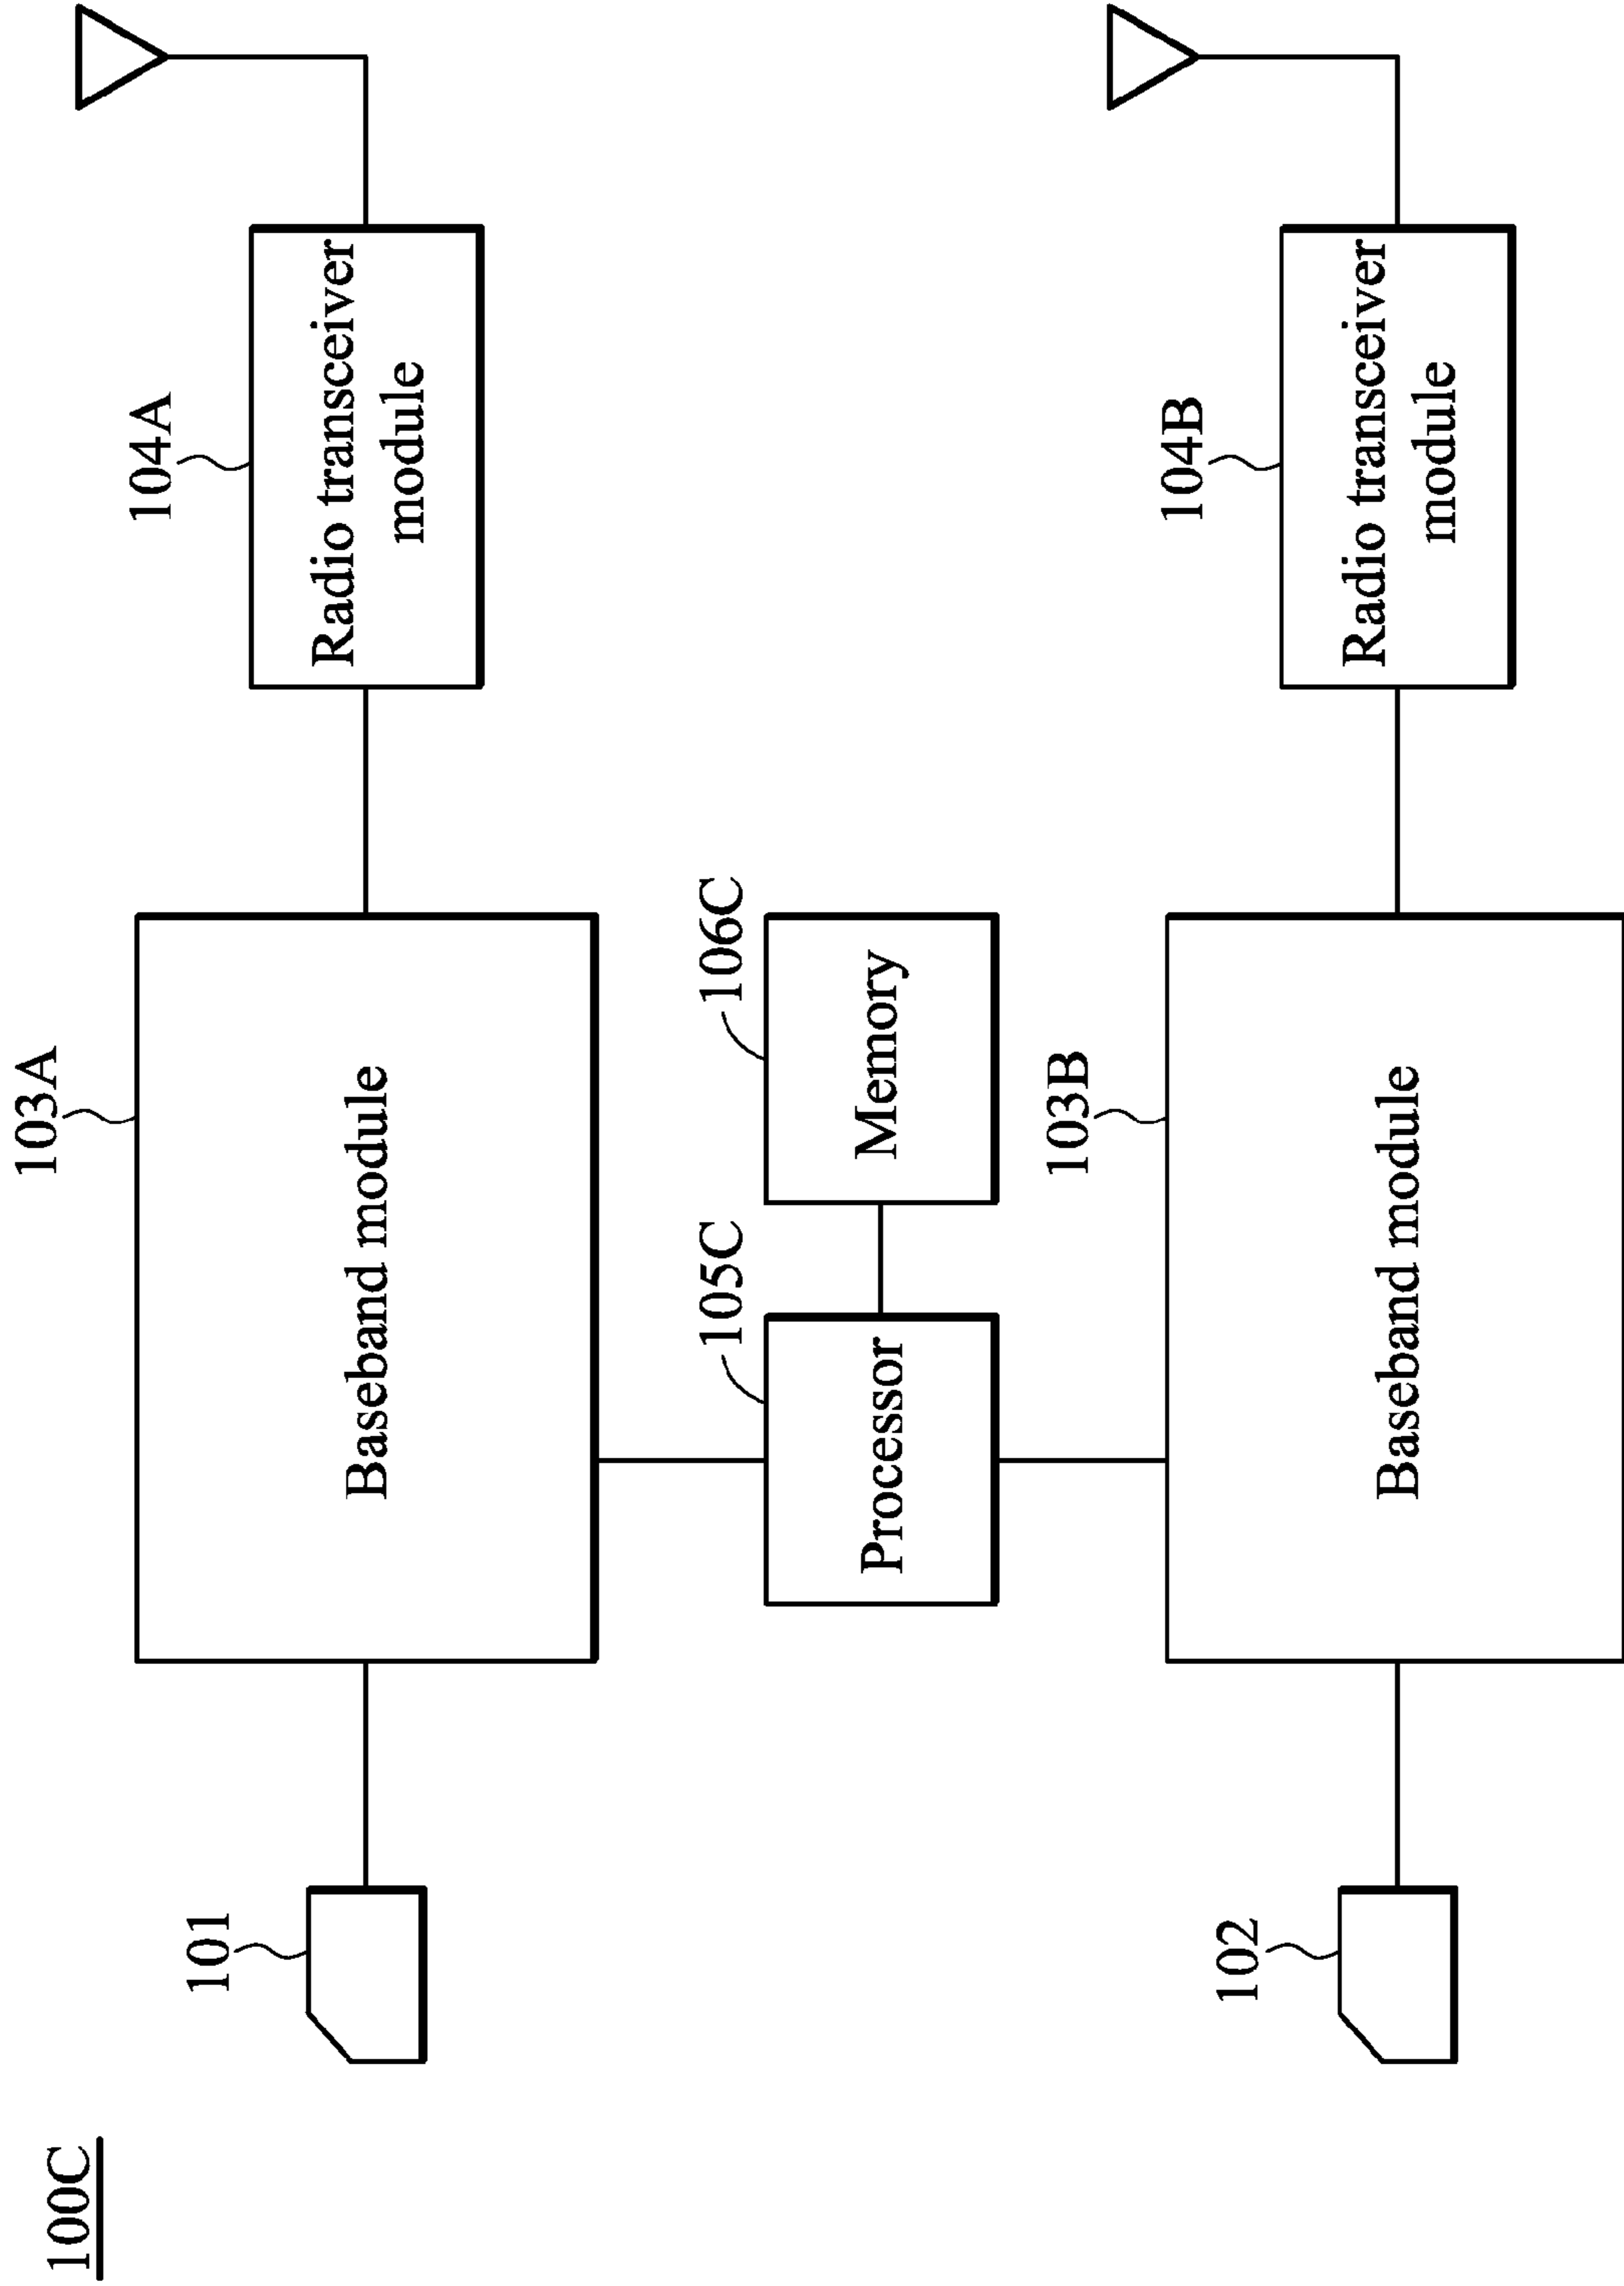 100C
103A
104A
101
Baseband module
Radio transceiver
module
105C
106C
Processor
Memory
103B
104B
102
Baseband module
Radio transceiver
module